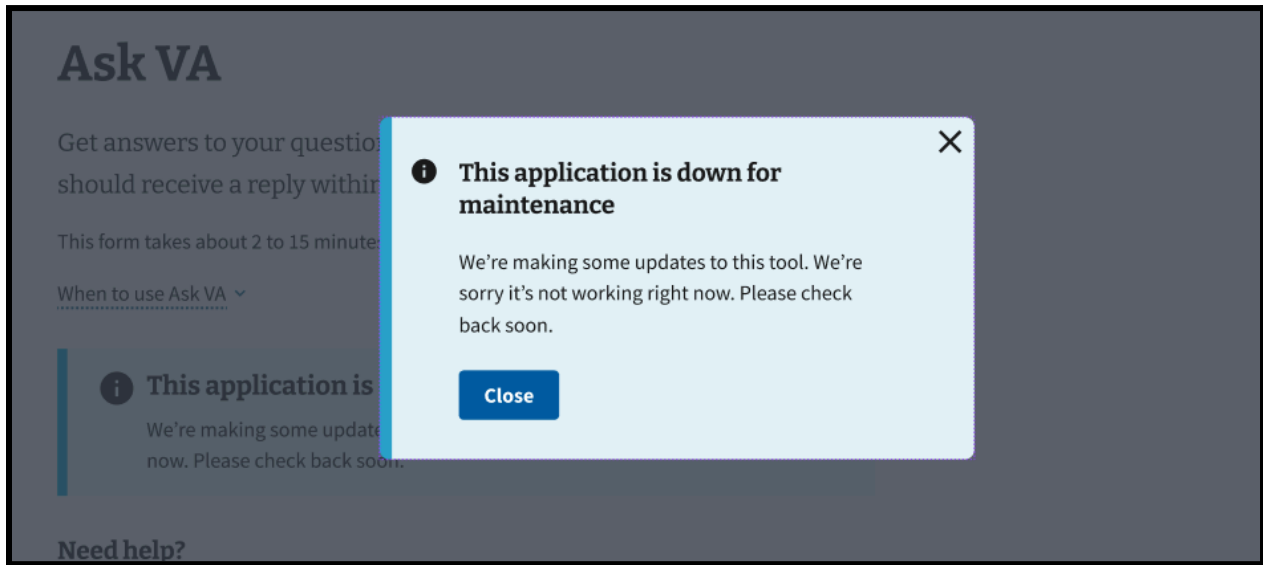 Ask VA
Get answers to your question
should receive a reply within
This form takes about 2 to 15 minutes
When to use Ask VA
This application is
We're making some update
now. Please check back soon.
Need help?
This application is down for
maintenance
We're making some updates to this tool. We're
sorry it's not working right now. Please check
back soon.
Close